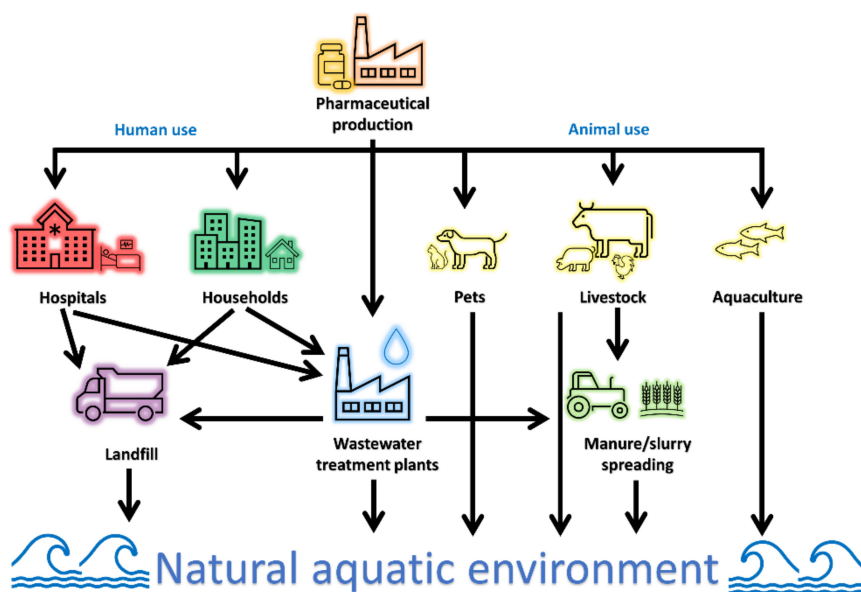 Pharmaceutical
production
Human use
Animal use
Hospitals
Households
Pets
Livestock
Aquaculture
Landfill
Wastewater
treatment plants
Manure/slurry
spreading
Natural aquatic environment